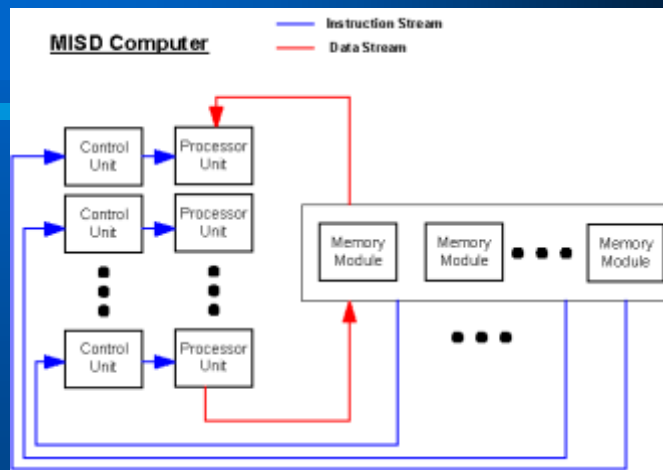 Instruction Stream
MISD Computer
Data Stream
Control
Unit
Processor
Unit
Control
Unit
Processor
Unit
Memory
Module
Memory
Module
Memory
Module
Control
Unit
Processor
Unit